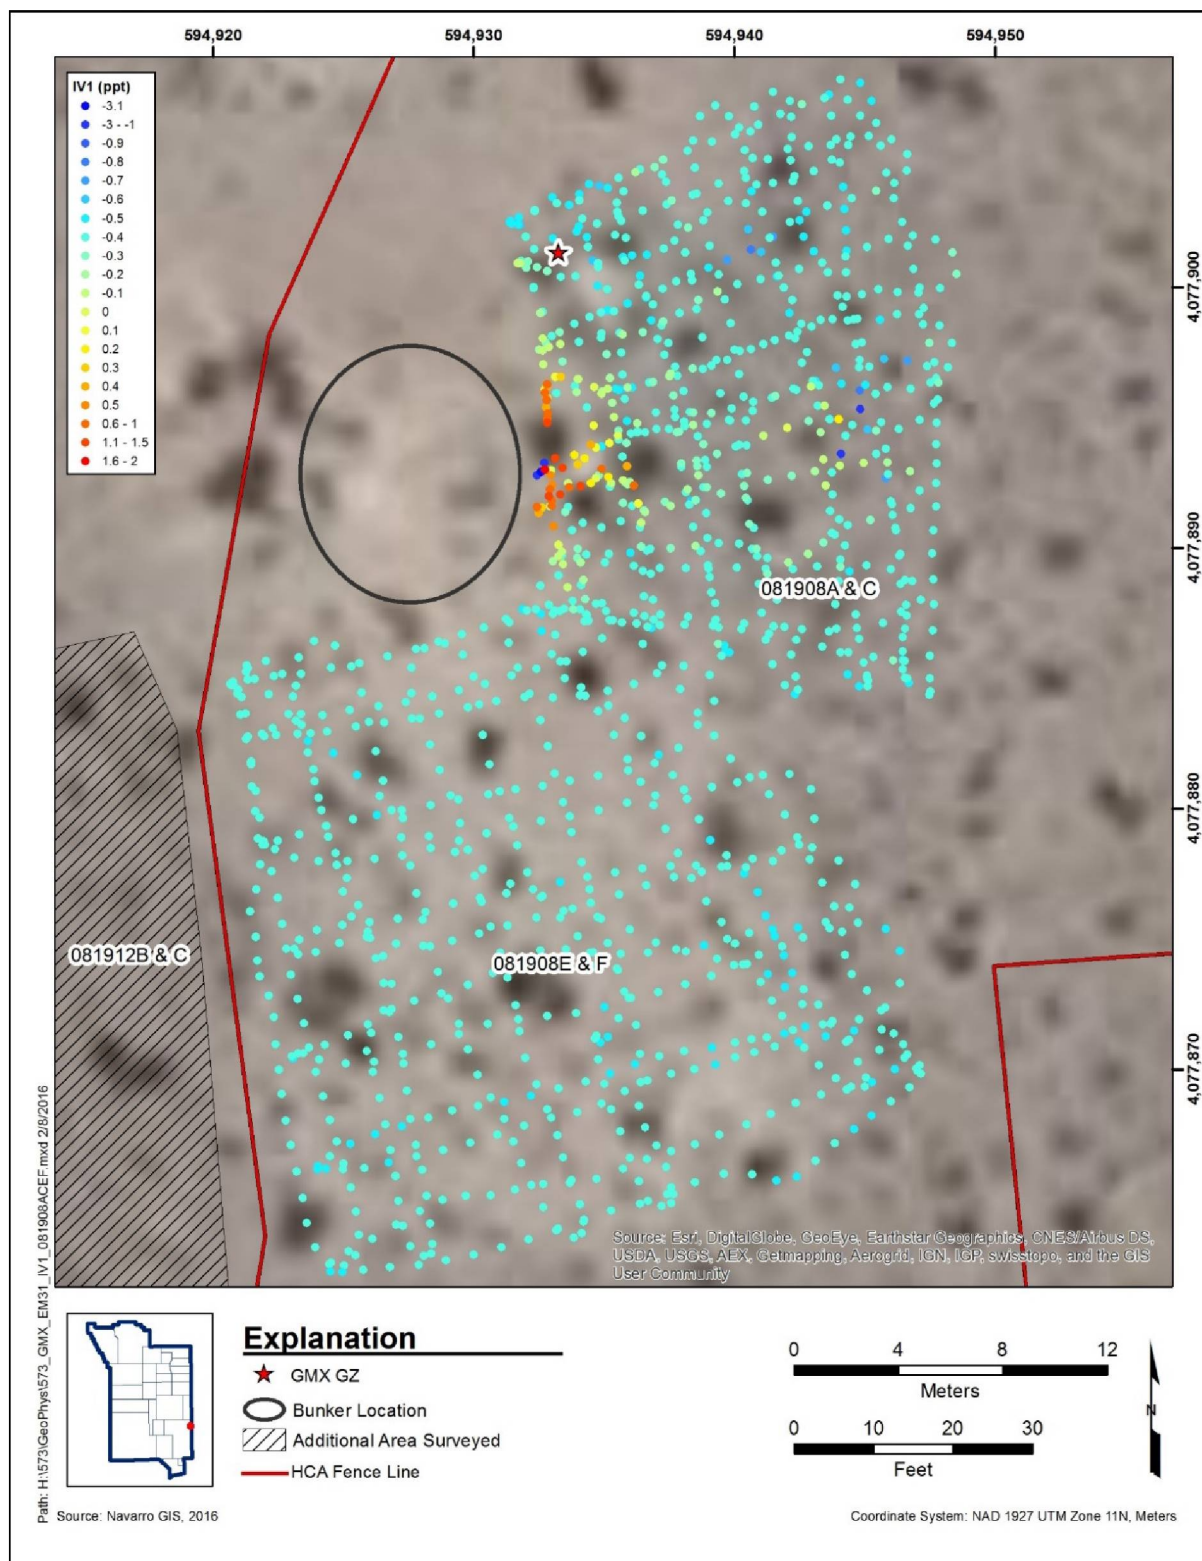 594,920
594,930
594,940
594,950
IV1 (ppt)
-3.1
-3 - -1
-0.9
-0.8
-0.7
-0.6
-0.5
-0.4
-0.3
-0.2
-0.1
0
0.1
0.2
0.3
0.4
0.5
0.6 - 1
1.1 - 1.5
1.6 - 2
4,077,900
4,077,890
4,077,880
4,077,870
081908A & C
081912B & C
081908E & F
Source: Esri, DigitalGlobe, GeoEye, Earthstar Geographics, CNES/Airbus DS,
USDA, USGS, AEX, Getmapping, Aerogrid, IGN, IGP, swisstopo, and the GIS
User Community
Path: H:\573\GeoPhys\573_GMX_EM31_IV1_081908ACEF.mxd 2/8/2016
Explanation
GMX GZ
Bunker Location
Additional Area Surveyed
HCA Fence Line
0 4 8 12
Meters
0 10 20 30
Feet
N
Source: Navarro GIS, 2016
Coordinate System: NAD 1927 UTM Zone 11N, Meters